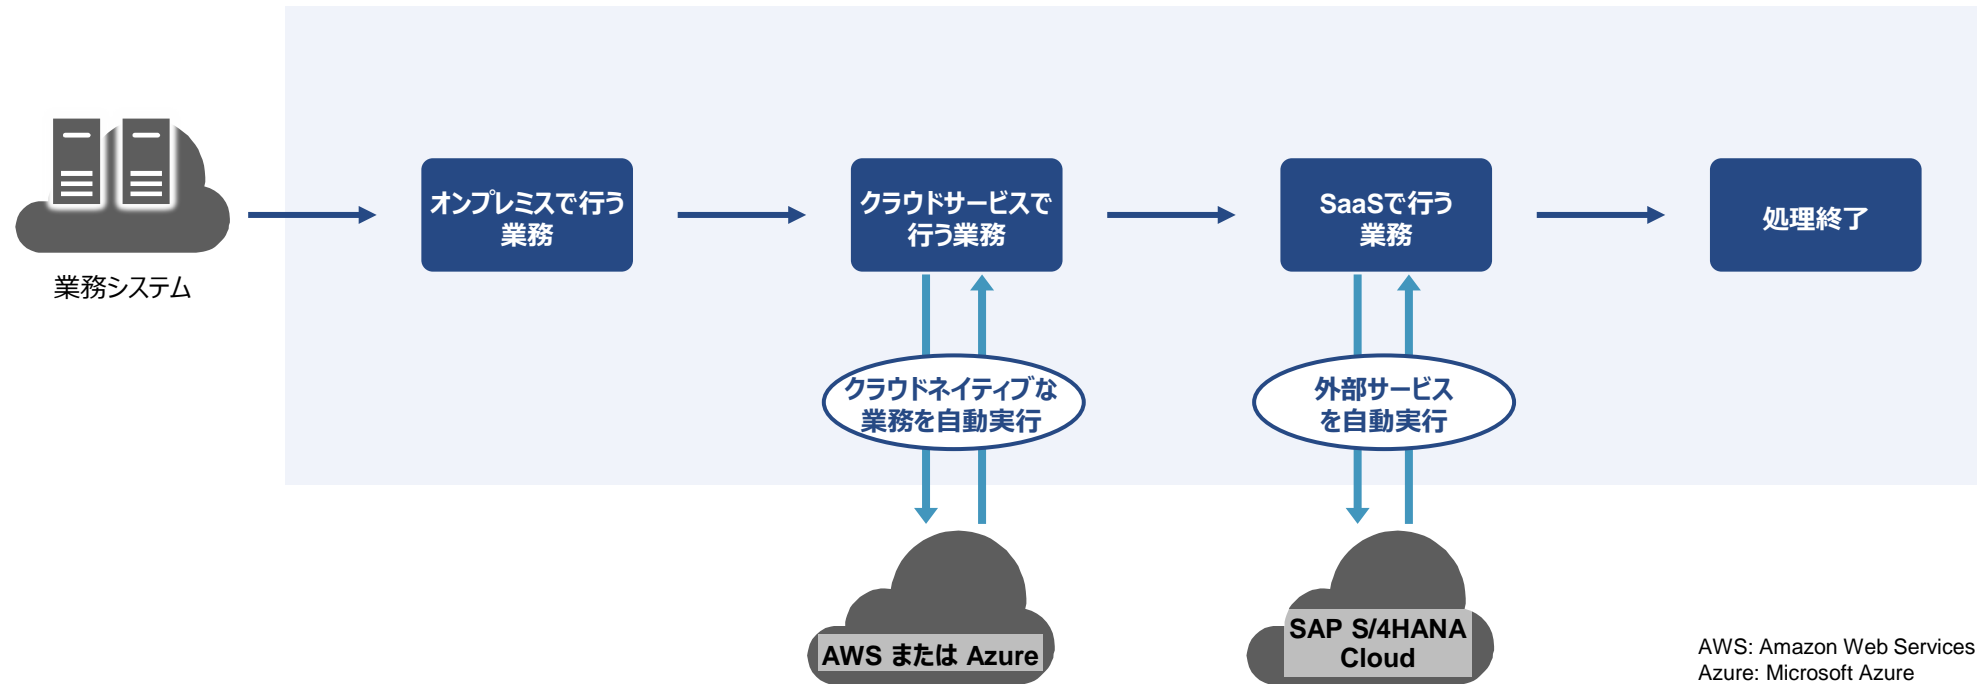 業務システム
オンプレミスで行う
業務
クラウドサービスで
行う業務
SaaSで行う
業務
処理終了
クラウドネイティブな
業務を自動実行
外部サービス
を自動実行
AWS または Azure
SAP S/4HANA
Cloud
AWS: Amazon Web Services
Azure: Microsoft Azure